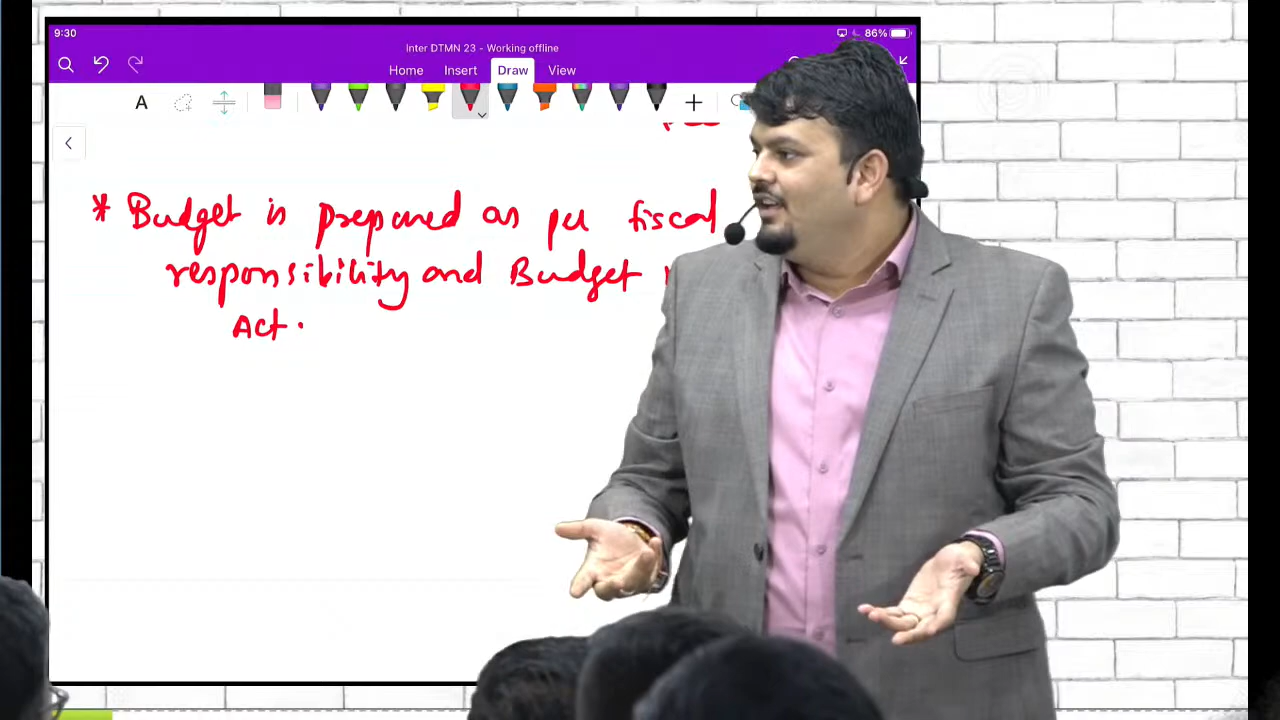 9:30
86%
Inter DTMN 23 - Working offline
Home Insert Draw View
A
* Budget is prepared as per fiscal
responsibility and Budget
Act.